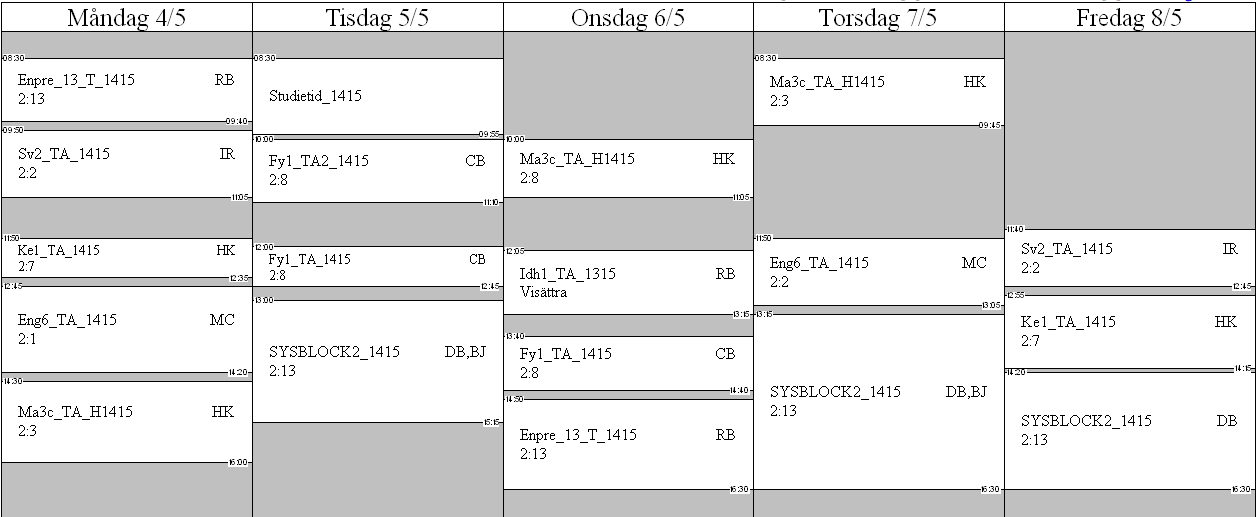 Måndag 4/5
08:30
Enpre_13_T_1415 RB
2:13
09:40
09:50
Sv2_TA_1415 IR
2:2
11:05
11:50
Ke1_TA_1415 HK
2:7
12:35
12:45
Eng6_TA_1415 MC
2:1
14:20
14:30
Ma3c_TA_H1415 HK
2:3
16:00
Tisdag 5/5
08:30
Studietid_1415
09:55
10:00
Fy1_TA2_1415 CB
2:8
11:10
12:00
Fy1_TA_1415 CB
2:8
12:45
13:00
SYSBLOCK2_1415 DB,BJ
2:13
15:15
Onsdag 6/5
10:00
Ma3c_TA_H1415 HK
2:8
11:05
12:05
Idh1_TA_1315 RB
Visättra
13:15
13:40
Fy1_TA_1415 CB
2:8
14:40
14:50
Enpre_13_T_1415 RB
2:13
16:30
Torsdag 7/5
08:30
Ma3c_TA_H1415 HK
2:3
09:45
11:50
Eng6_TA_1415 MC
2:2
13:05
13:15
SYSBLOCK2_1415 DB,BJ
2:13
16:30
Fredag 8/5
11:40
Sv2_TA_1415 IR
2:2
12:45
12:55
Ke1_TA_1415 HK
2:7
14:15
14:20
SYSBLOCK2_1415 DB
2:13
16:30